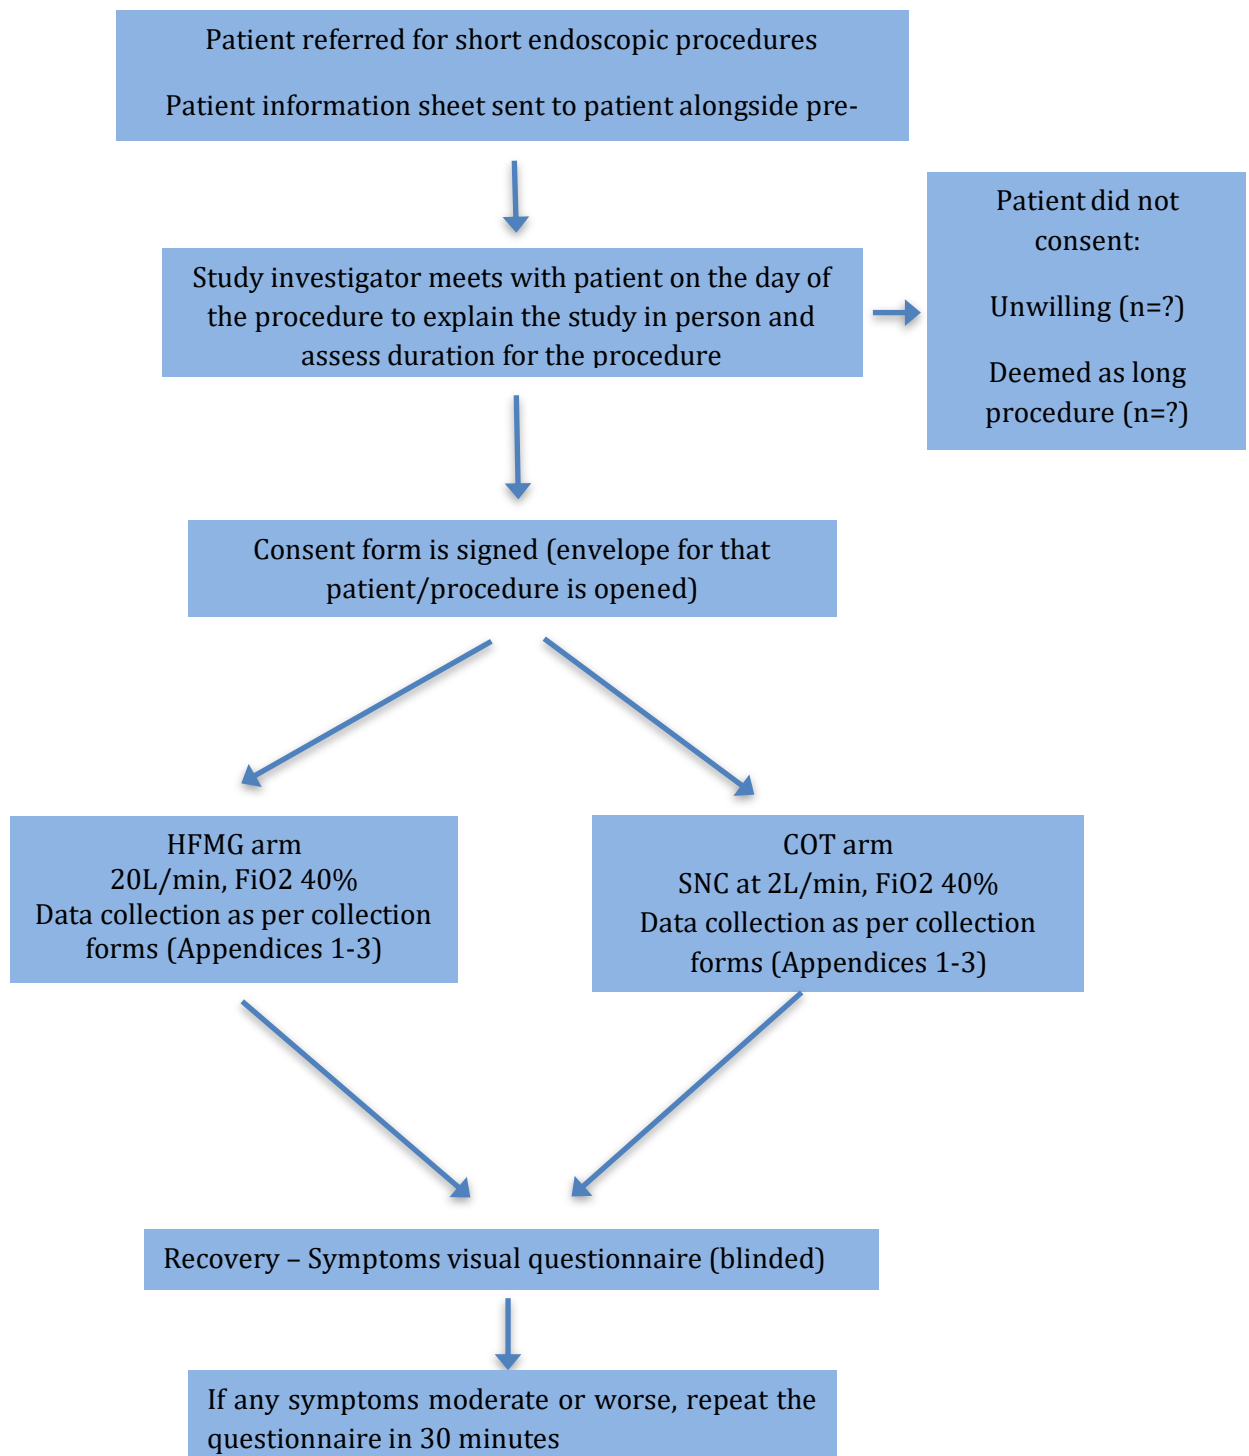 Patient referred for short endoscopic procedures
Patient information sheet sent to patient alongside pre-
Study investigator meets with patient on the day of
the procedure to explain the study in person and
assess duration for the procedure
Patient did not
consent:
Unwilling (n=?)
Deemed as long
procedure (n=?)
Consent form is signed (envelope for that
patient/procedure is opened)
HFMG arm
20L/min, FiO2 40%
Data collection as per collection
forms (Appendices 1-3)
COT arm
SNC at 2L/min, FiO2 40%
Data collection as per collection
forms (Appendices 1-3)
Recovery – Symptoms visual questionnaire (blinded)
If any symptoms moderate or worse, repeat the
questionnaire in 30 minutes